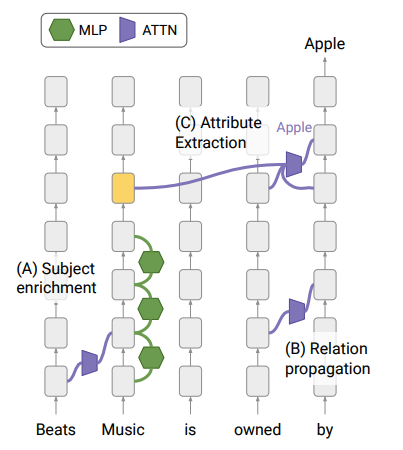 MLP ATTN
Apple
(C) Attribute
Extraction
Apple
(A) Subject
enrichment
(B) Relation
propagation
Beats Music is owned by